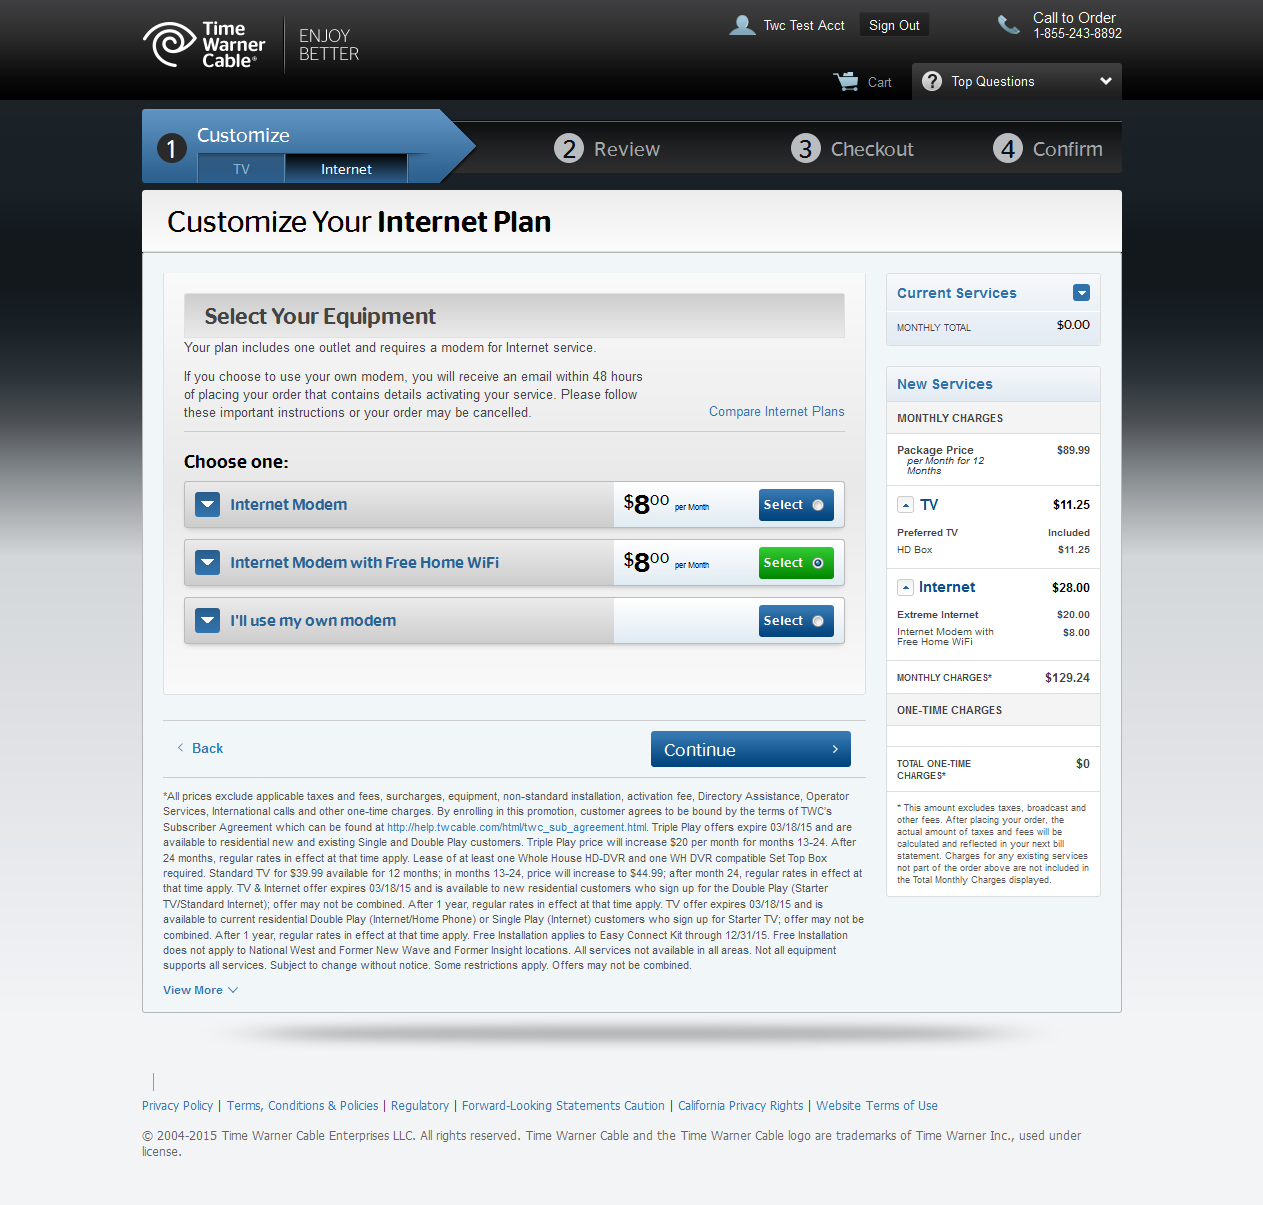 Time
Warner
Cable®
ENJOY
BETTER
Twc Test Acct
Sign Out
Call to Order
1-855-243-8892
Cart
? Top Questions
1 Customize
TV
Internet
2 Review
3 Checkout
4 Confirm
Customize Your Internet Plan
Select Your Equipment
Your plan includes one outlet and requires a modem for Internet service.
If you choose to use your own modem, you will receive an email within 48 hours
of placing your order that contains details activating your service. Please follow
these important instructions or your order may be cancelled.
Compare Internet Plans
Choose one:
Internet Modem
$800 per Month
Select
Internet Modem with Free Home WiFi
$800 per Month
Select
I'll use my own modem
Select
< Back
Continue >
*All prices exclude applicable taxes and fees, surcharges, equipment, non-standard installation, activation fee, Directory Assistance, Operator
Services, International calls and other one-time charges. By enrolling in this promotion, customer agrees to be bound by the terms of TWC's
Subscriber Agreement which can be found at http://help.twcable.com/html/twc_sub_agreement.html. Triple Play offers expire 03/18/15 and are
available to residential new and existing Single and Double Play customers. Triple Play price will increase $20 per month for months 13-24. After
24 months, regular rates in effect at that time apply. Lease of at least one Whole House HD-DVR and one WH DVR compatible Set Top Box
required. Standard TV for $39.99 available for 12 months; in months 13-24, price will increase to $44.99; after month 24, regular rates in effect at
that time apply. TV & Internet offer expires 03/18/15 and is available to new residential customers who sign up for the Double Play (Starter
TV/Standard Internet); offer may not be combined. After 1 year, regular rates in effect at that time apply. TV offer expires 03/18/15 and is
available to current residential Double Play (Internet/Home Phone) or Single Play (Internet) customers who sign up for Starter TV; offer may not be
combined. After 1 year, regular rates in effect at that time apply. Free Installation applies to Easy Connect Kit through 12/31/15. Free Installation
does not apply to National West and Former New Wave and Former Insight locations. All services not available in all areas. Not all equipment
supports all services. Subject to change without notice. Some restrictions apply. Offers may not be combined.
View More
Current Services
MONTHLY TOTAL $0.00
New Services
MONTHLY CHARGES
Package Price $89.99
per Month for 12
Months
TV $11.25
Preferred TV Included
HD Box $11.25
Internet $28.00
Extreme Internet $20.00
Internet Modem with $8.00
Free Home WiFi
MONTHLY CHARGES* $129.24
ONE-TIME CHARGES
TOTAL ONE-TIME $0
CHARGES*
* This amount excludes taxes, broadcast and
other fees. After placing your order, the
actual amount of taxes and fees will be
calculated and reflected in your next bill
statement. Charges for any existing services
not part of the order above are not included in
the Total Monthly Charges displayed.
Privacy Policy | Terms, Conditions & Policies | Regulatory | Forward-Looking Statements Caution | California Privacy Rights | Website Terms of Use
© 2004-2015 Time Warner Cable Enterprises LLC. All rights reserved. Time Warner Cable and the Time Warner Cable logo are trademarks of Time Warner Inc., used under
license.